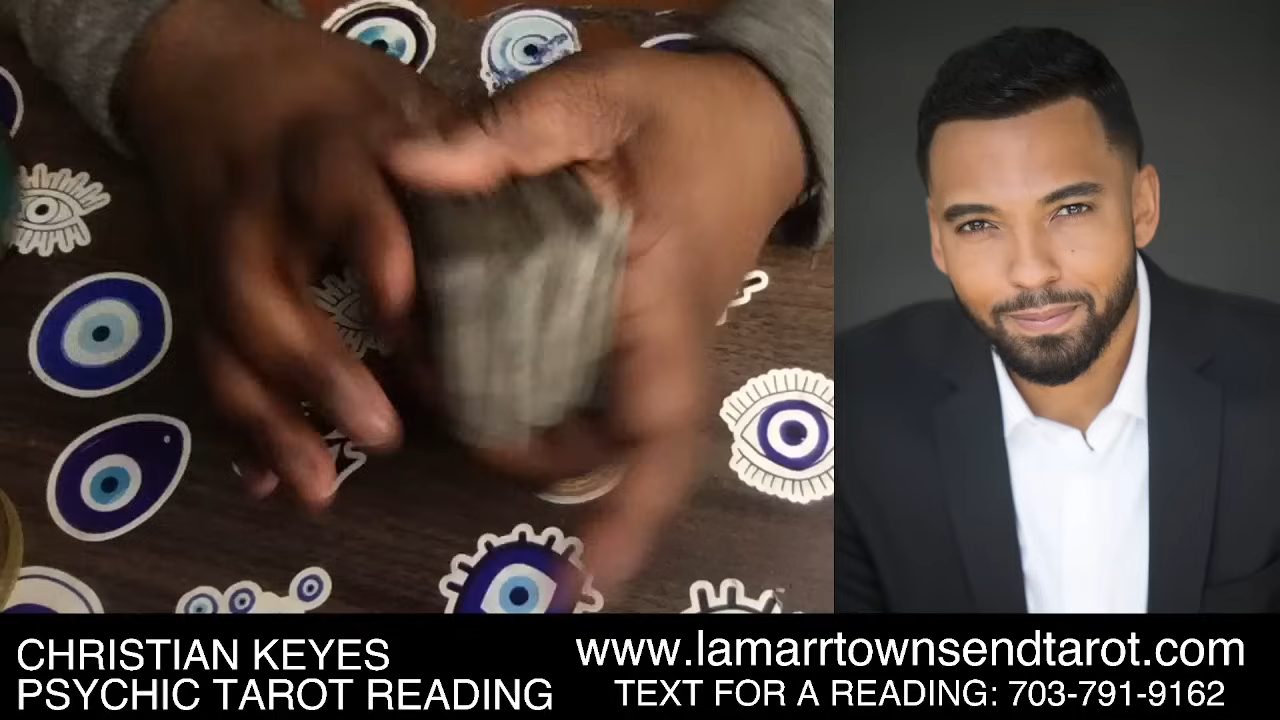 CHRISTIAN KEYES
PSYCHIC TAROT READING
www.lamarrtownsendtarot.com
TEXT FOR A READING: 703-791-9162